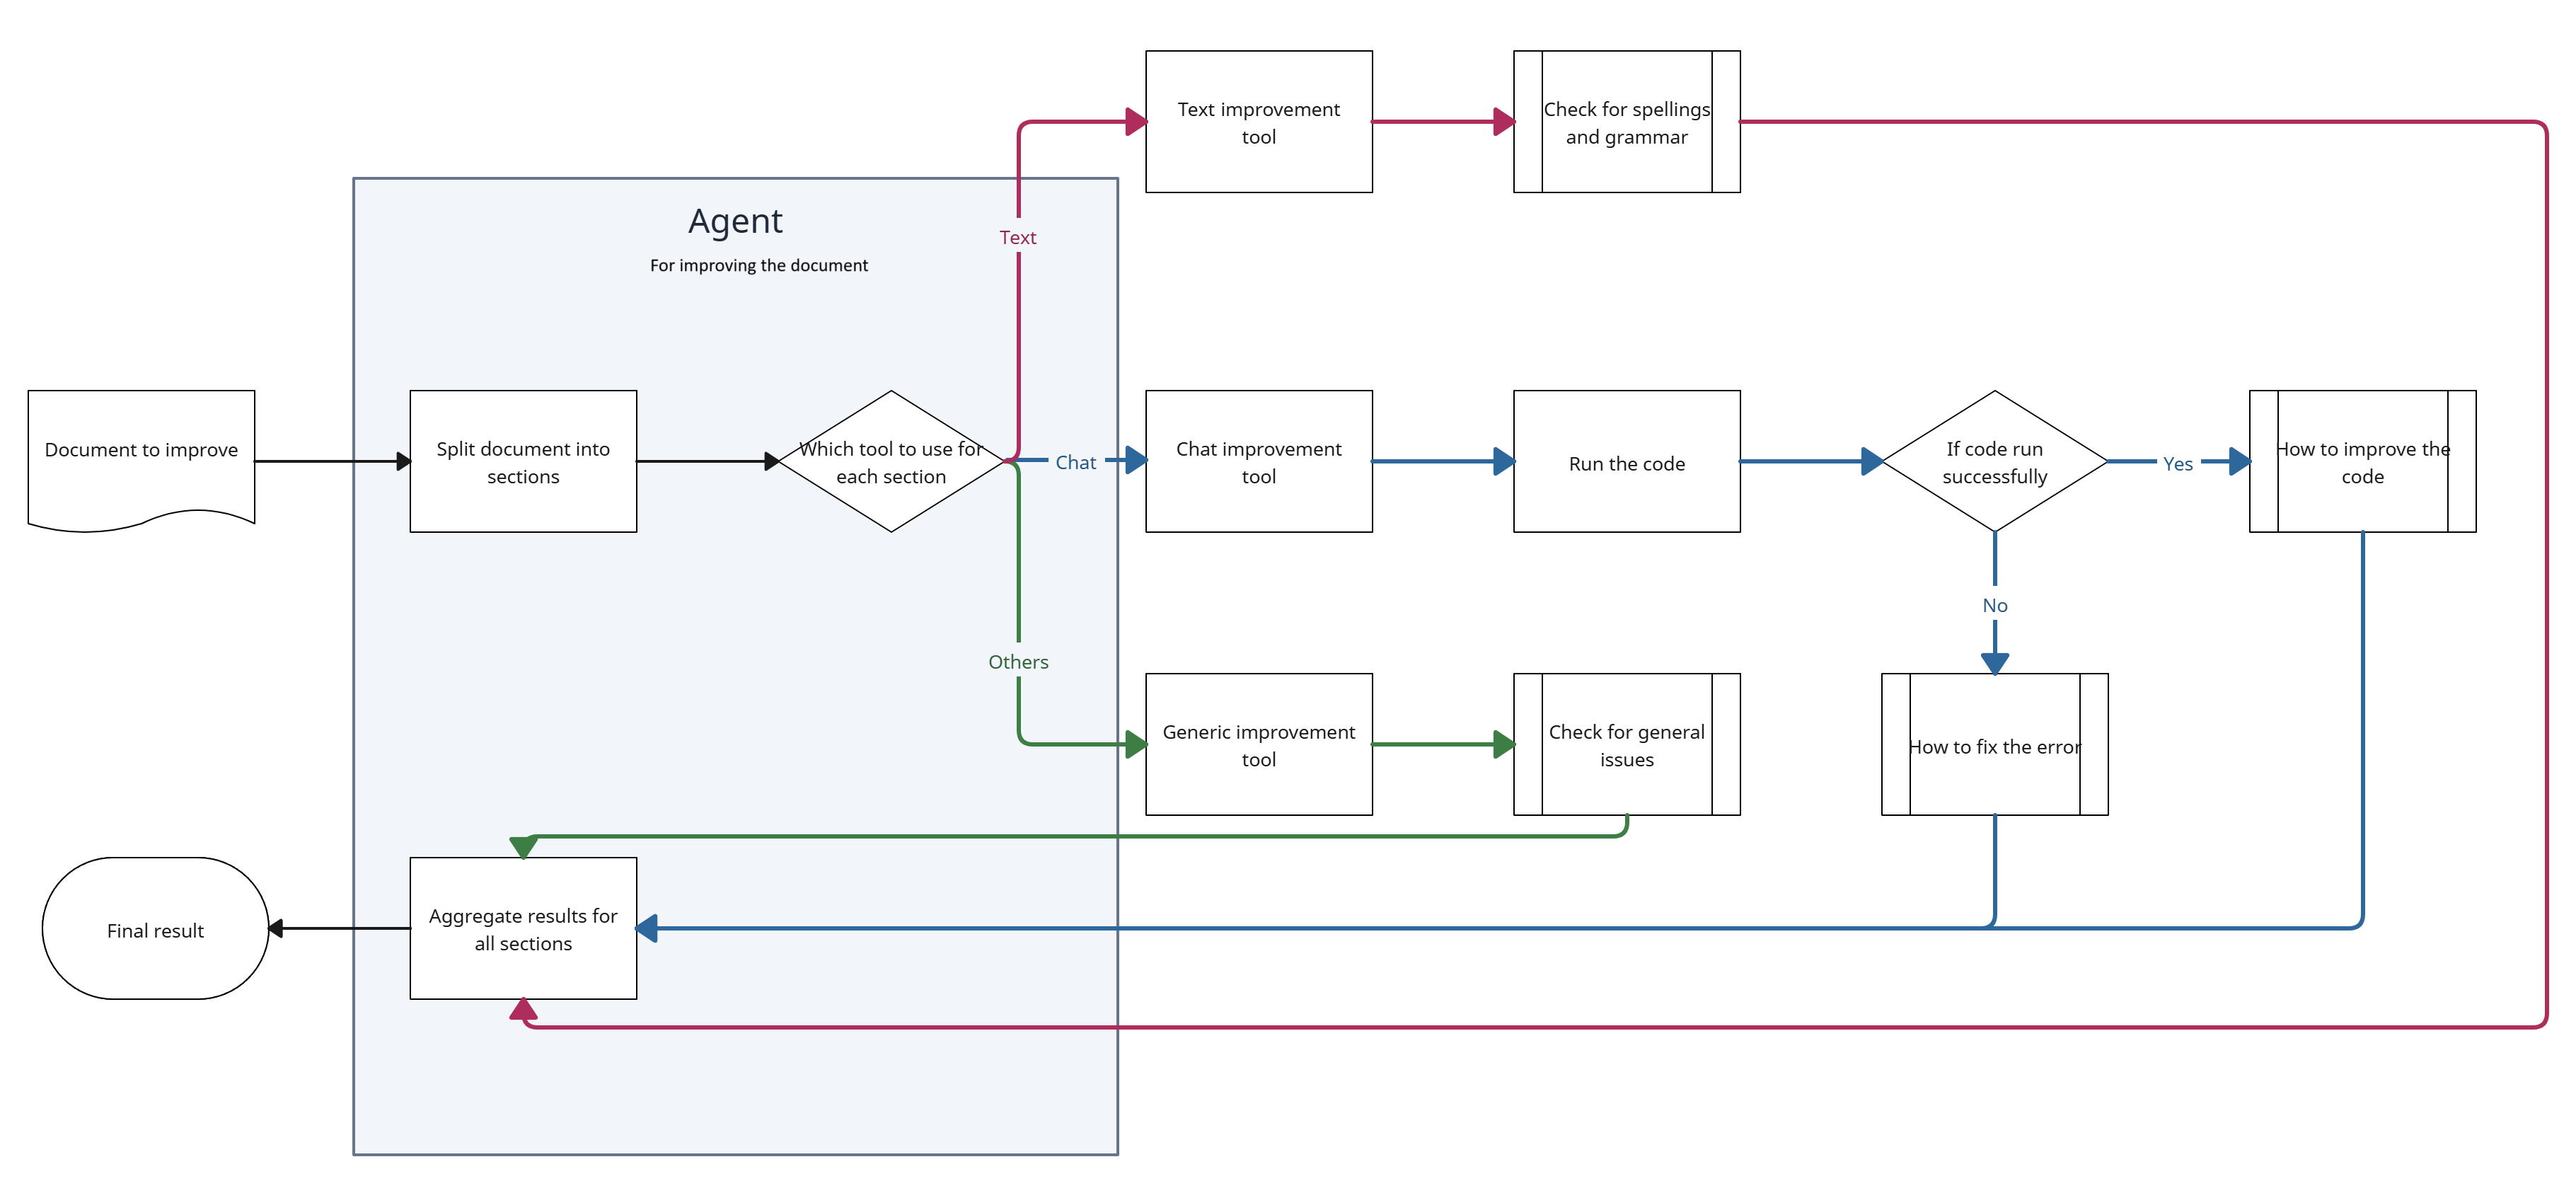 Text improvement
tool
Check for spellings
and grammar
Agent
For improving the document
Text
Document to improve
Split document into
sections
Which tool to use for
each section
Chat
Chat improvement
tool
Run the code
If code run
successfully
Yes
How to improve the
code
No
Others
Generic improvement
tool
Check for general
issues
How to fix the error
Final result
Aggregate results for
all sections